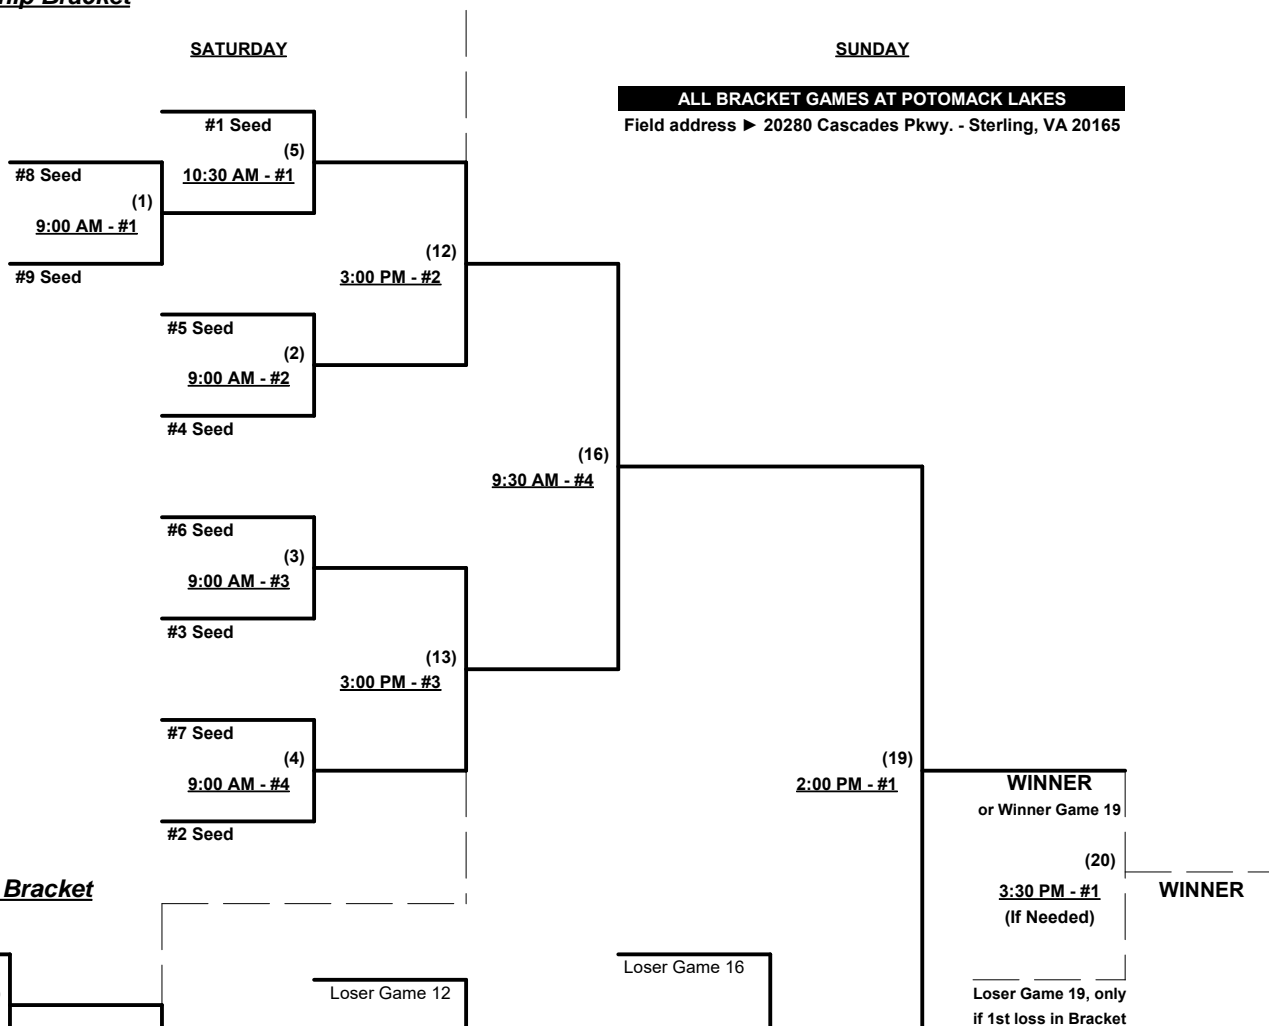 Bracket
SATURDAY
SUNDAY
ALL BRACKET GAMES AT POTOMACK LAKES
Field address ► 20280 Cascades Pkwy. - Sterling, VA 20165
#1 Seed
(5)
10:30 AM - #1
#8 Seed
(1)
9:00 AM - #1
#9 Seed
(12)
3:00 PM - #2
#5 Seed
(2)
9:00 AM - #2
#4 Seed
(16)
9:30 AM - #4
#6 Seed
(3)
9:00 AM - #3
#3 Seed
(13)
3:00 PM - #3
#7 Seed
(4)
9:00 AM - #4
#2 Seed
(19)
2:00 PM - #1
WINNER
or Winner Game 19
(20)
3:30 PM - #1
(If Needed)
WINNER
Bracket
Loser Game 16
Loser Game 12
Loser Game 19, only
if 1st loss in Bracket